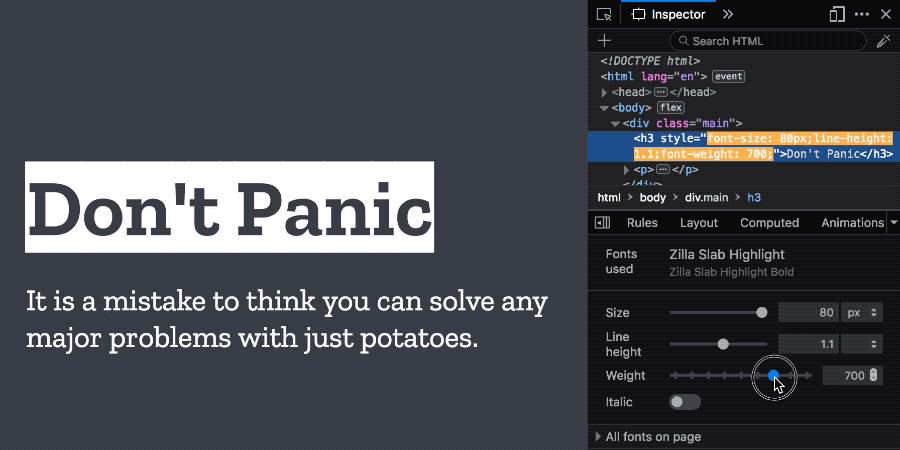 Don't Panic
It is a mistake to think you can solve any
major problems with just potatoes.
Inspector
Search HTML
<!DOCTYPE html>
<html lang="en"> event
<head> ••• </head>
<body> flex
<div class="main">
<h3 style="font-size: 80px;line-height:
1.1;font-weight: 700;">Don't Panic</h3>
<p> ••• </p>
</div>
html > body > div.main > h3
Rules Layout Computed Animations
Fonts used Zilla Slab Highlight
Zilla Slab Highlight Bold
Size 80 px
Line height 1.1
Weight 700
Italic
All fonts on page